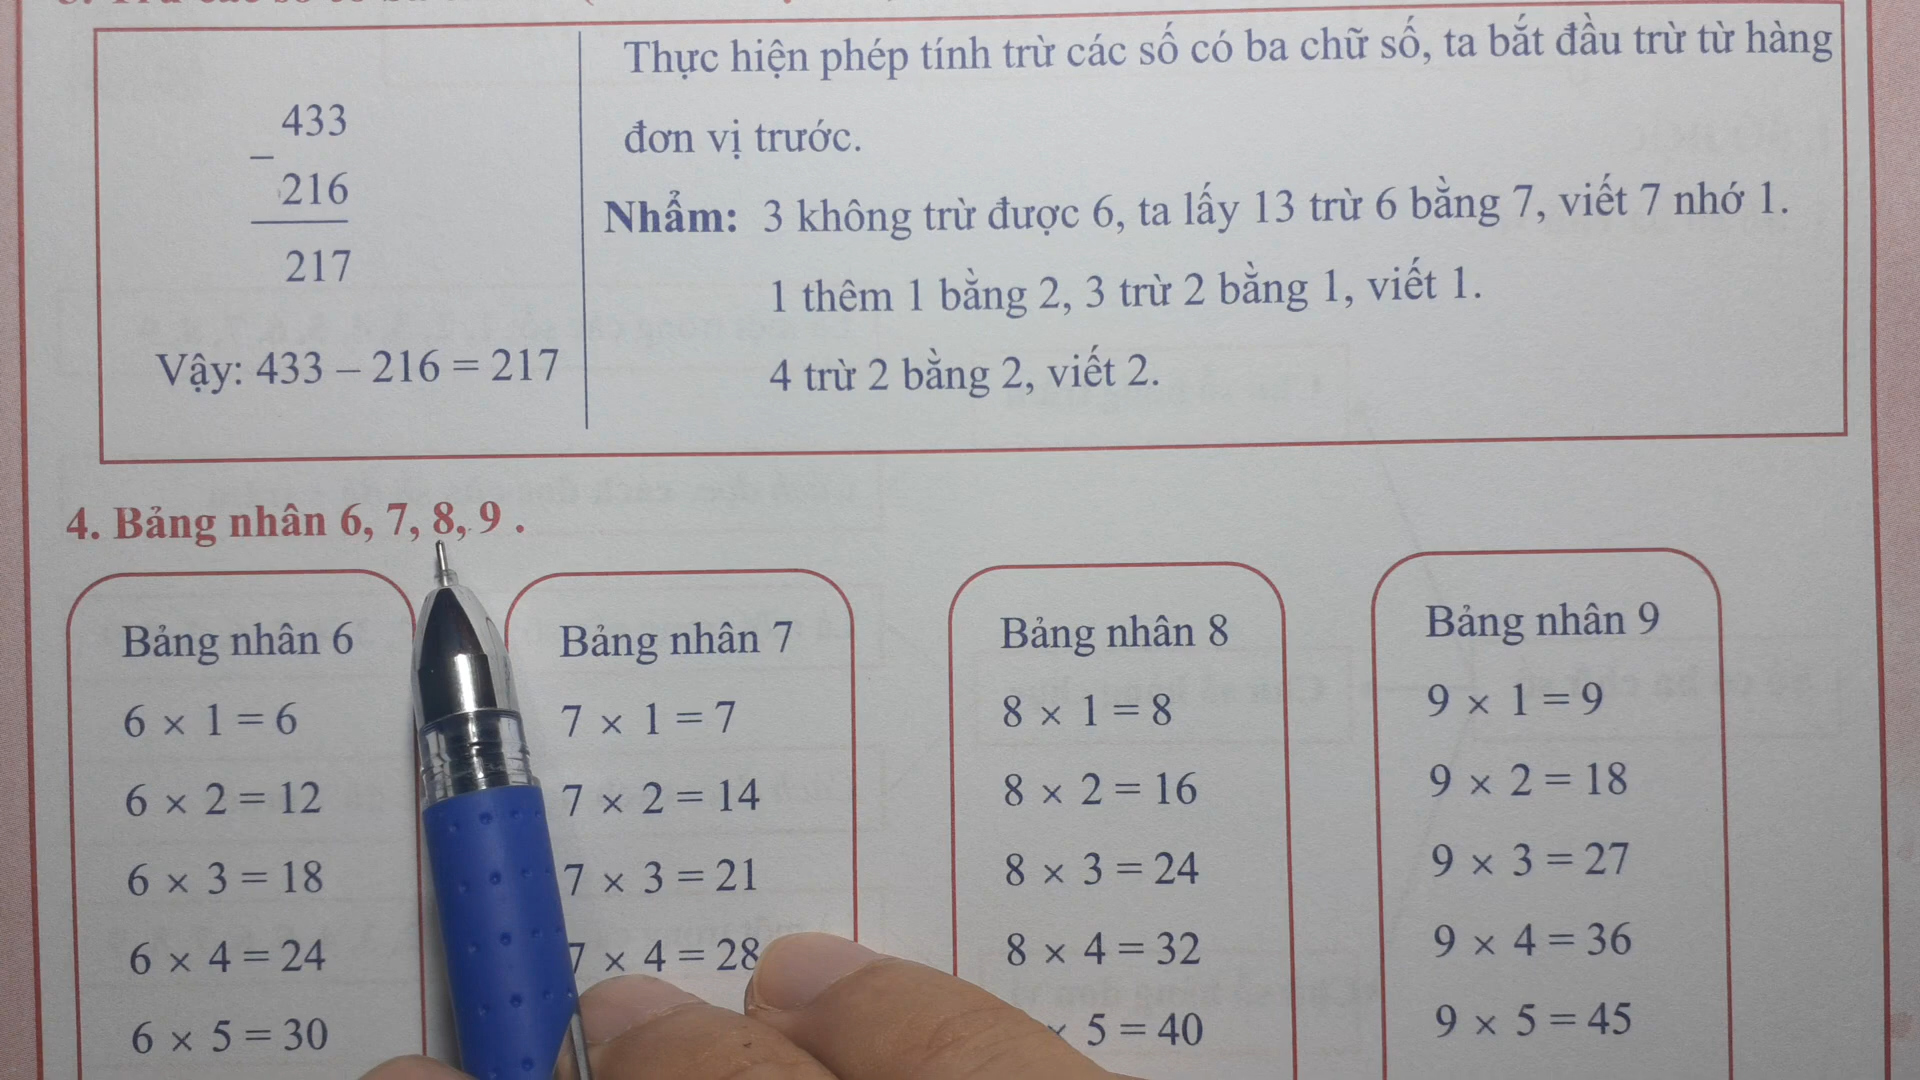 433
–
216
217
Vậy: 433 – 216 = 217
Thực hiện phép tính trừ các số có ba chữ số, ta bắt đầu trừ từ hàng
đơn vị trước.
Nhẩm: 3 không trừ được 6, ta lấy 13 trừ 6 bằng 7, viết 7 nhớ 1.
1 thêm 1 bằng 2, 3 trừ 2 bằng 1, viết 1.
4 trừ 2 bằng 2, viết 2.
4. Bảng nhân 6, 7, 8, 9 .
Bảng nhân 6
6 × 1 = 6
6 × 2 = 12
6 × 3 = 18
6 × 4 = 24
6 × 5 = 30
Bảng nhân 7
7 × 1 = 7
7 × 2 = 14
7 × 3 = 21
7 × 4 = 28
Bảng nhân 8
8 × 1 = 8
8 × 2 = 16
8 × 3 = 24
8 × 4 = 32
× 5 = 40
Bảng nhân 9
9 × 1 = 9
9 × 2 = 18
9 × 3 = 27
9 × 4 = 36
9 × 5 = 45